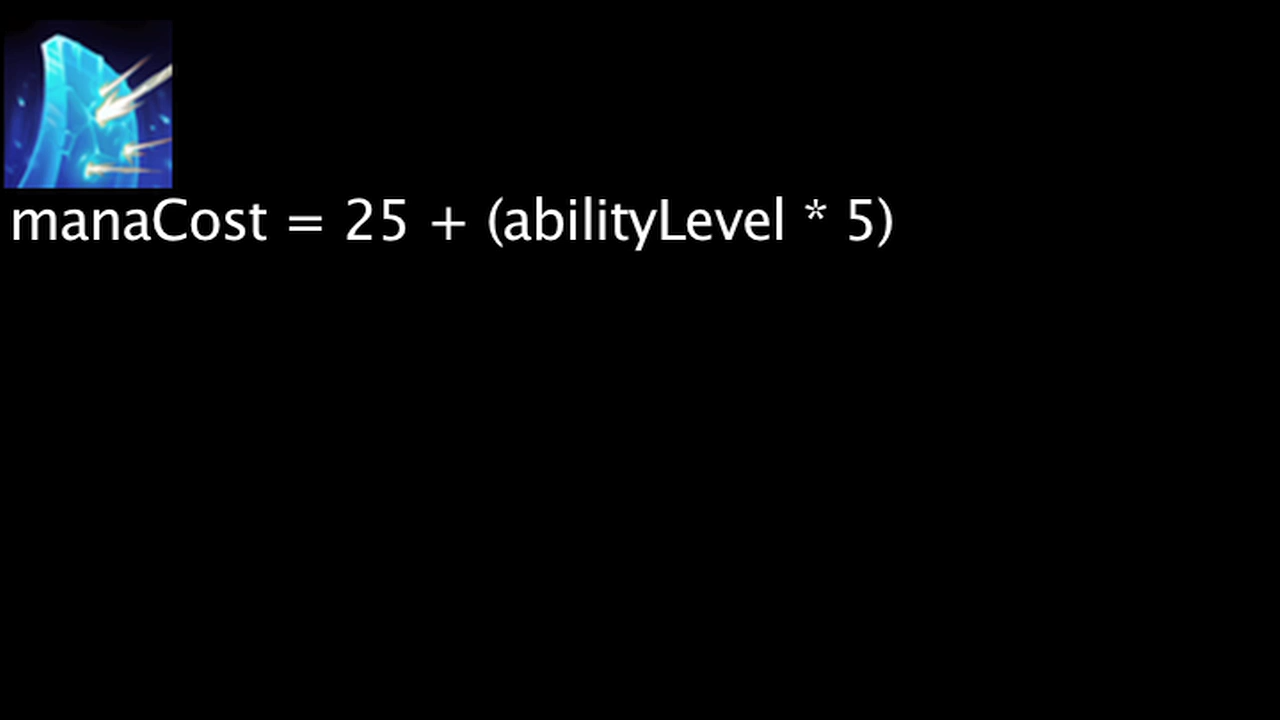 manaCost = 25 + (abilityLevel * 5)